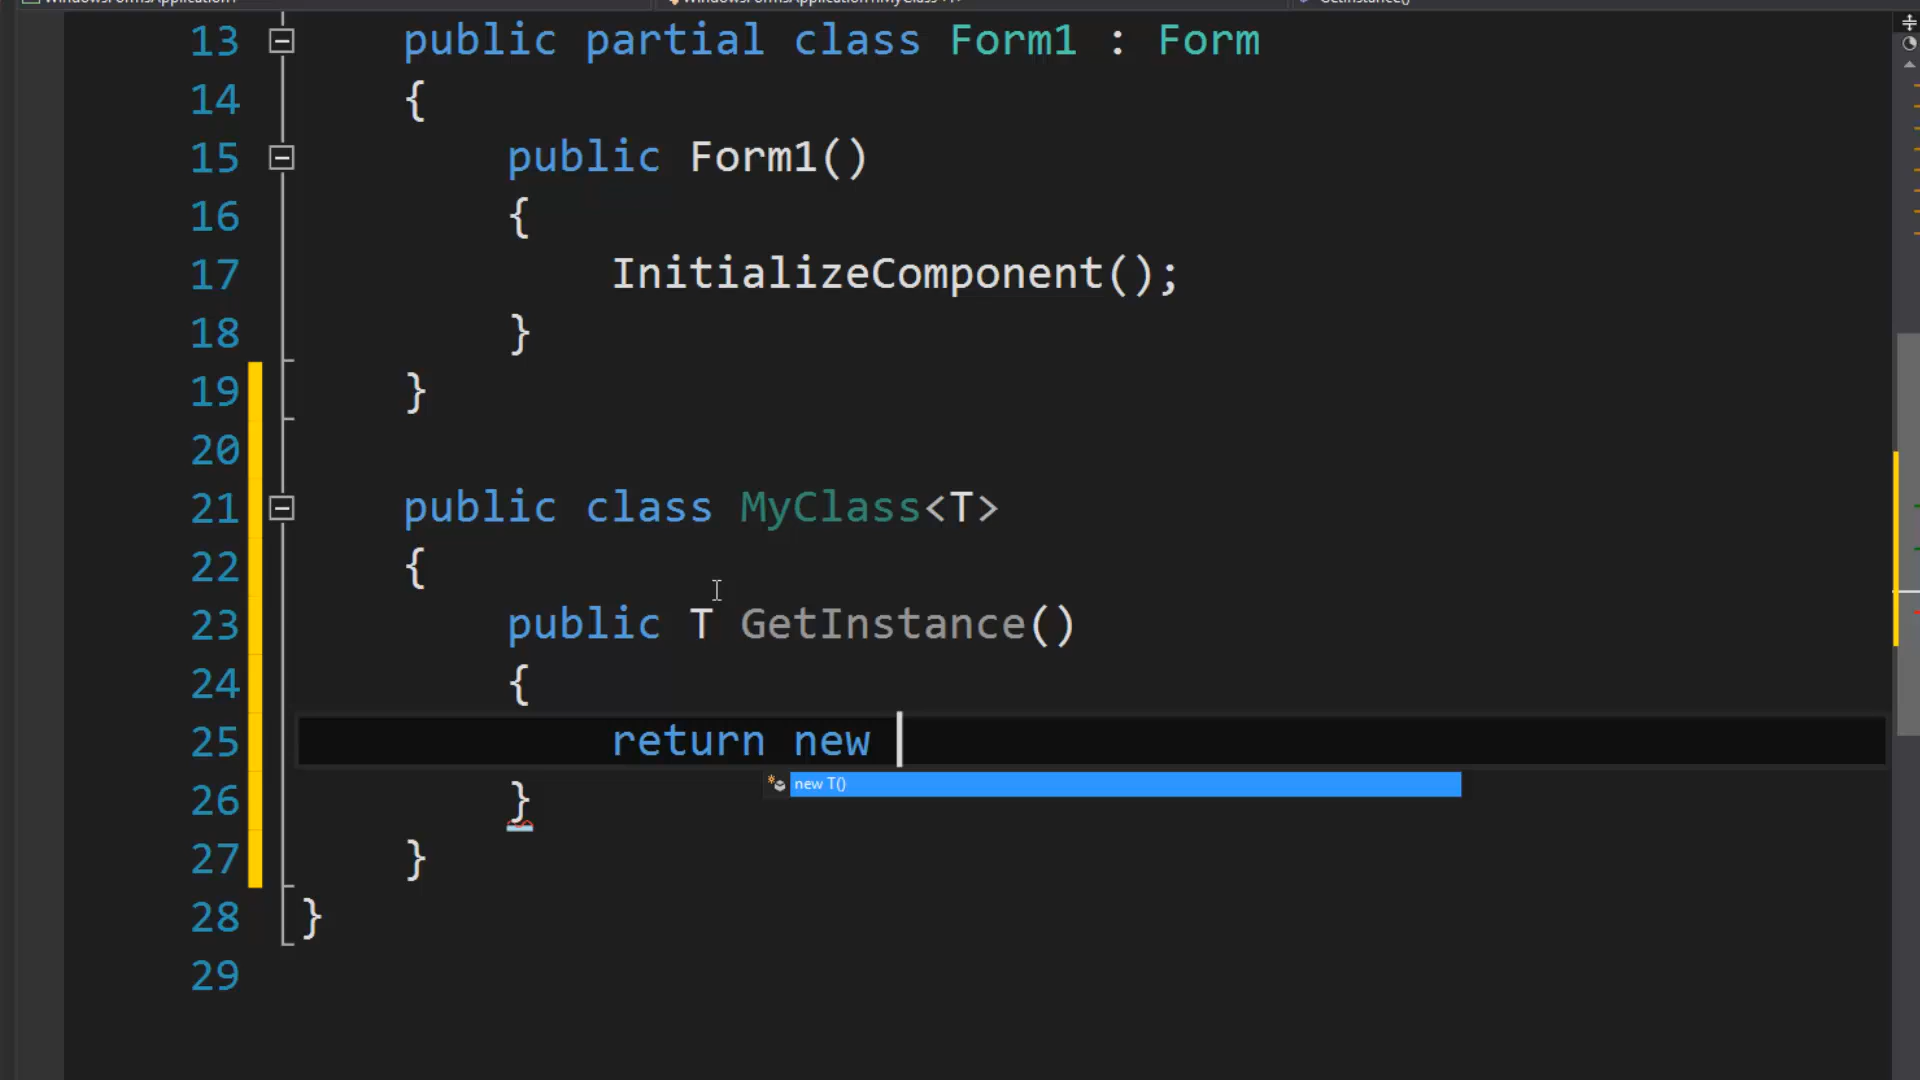 13 public partial class Form1 : Form
14 {
15 public Form1()
16 {
17 InitializeComponent();
18 }
19 }
20
21 public class MyClass<T>
22 {
23 public T GetInstance()
24 {
25 return new
new T()
26 }
27 }
28 }
29